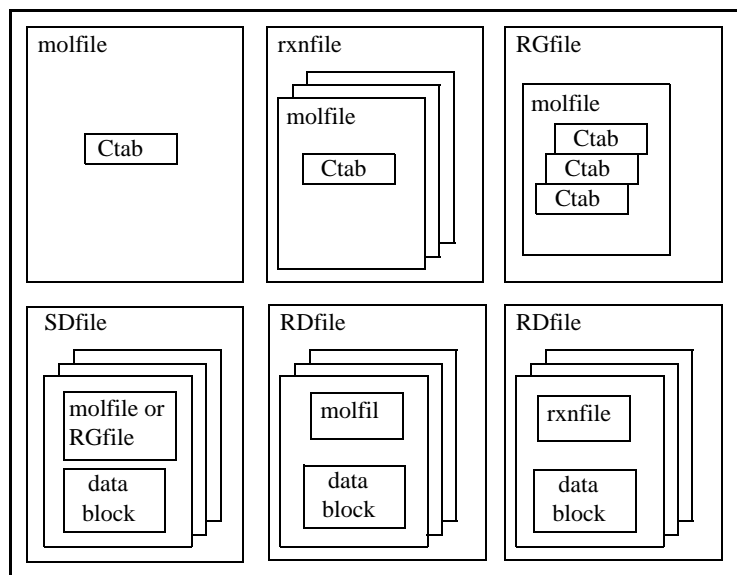 molfile
Ctab
rxnfile
molfile
Ctab
RGfile
molfile
Ctab
Ctab
Ctab
SDfile
molfile or
RGfile
data
block
RDfile
molfil
data
block
RDfile
rxnfile
data
block